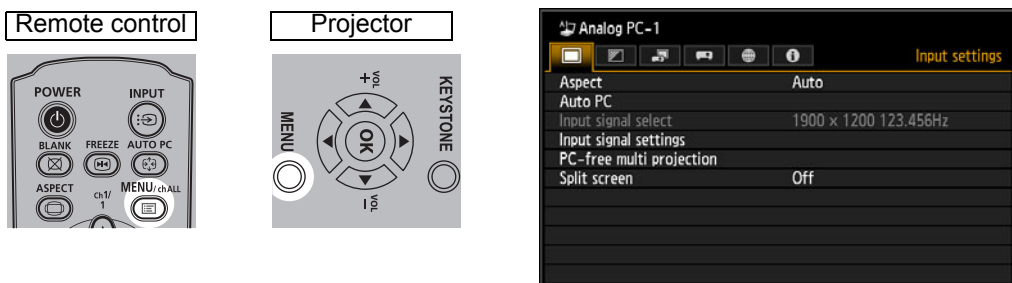 Remote control
POWER
INPUT
BLANK
FREEZE
AUTO PC
ASPECT
Ch1/
1
MENU/chALL
Projector
+
VOL
KEYSTONE
MENU
OK
–
VOL
Analog PC-1
Input settings
Aspect Auto
Auto PC
Input signal select 1900 × 1200 123.456Hz
Input signal settings
PC-free multi projection
Split screen Off